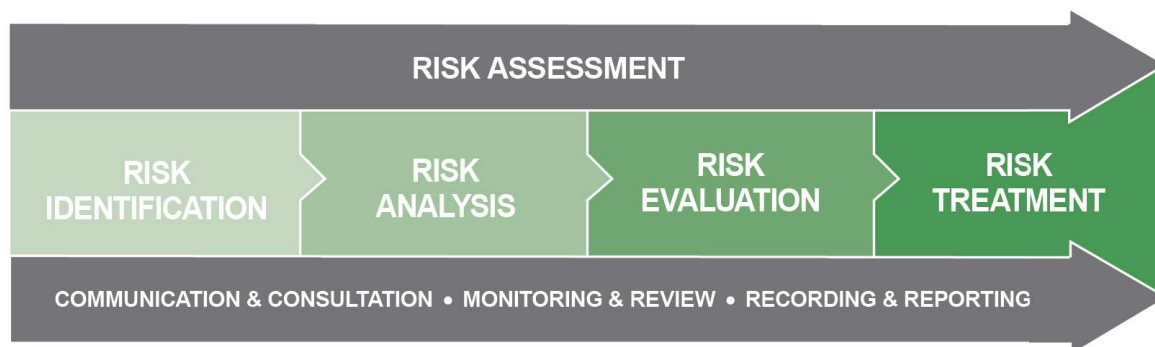 RISK ASSESSMENT
RISK
IDENTIFICATION
RISK
ANALYSIS
RISK
EVALUATION
RISK
TREATMENT
COMMUNICATION & CONSULTATION • MONITORING & REVIEW • RECORDING & REPORTING